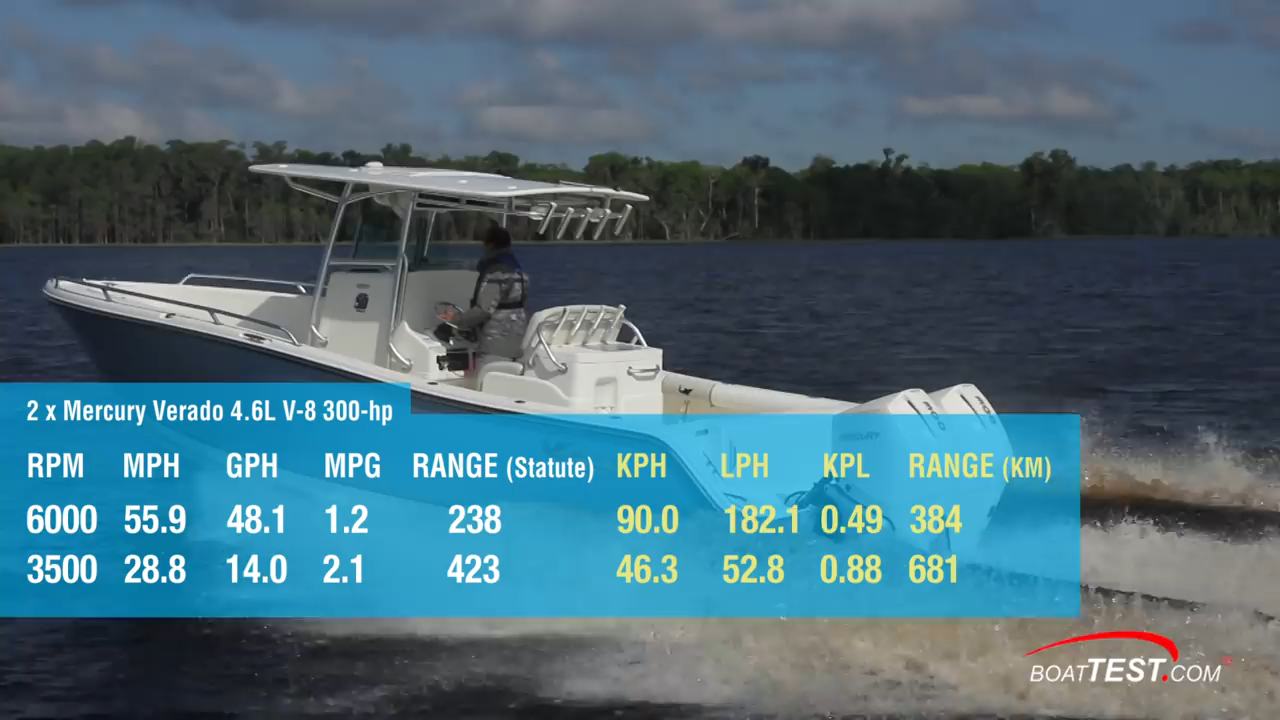 2 x Mercury Verado 4.6L V-8 300-hp
RPM MPH GPH MPG RANGE (Statute) KPH LPH KPL RANGE (KM)
6000 55.9 48.1 1.2 238 90.0 182.1 0.49 384
3500 28.8 14.0 2.1 423 46.3 52.8 0.88 681
BOATTEST.COM